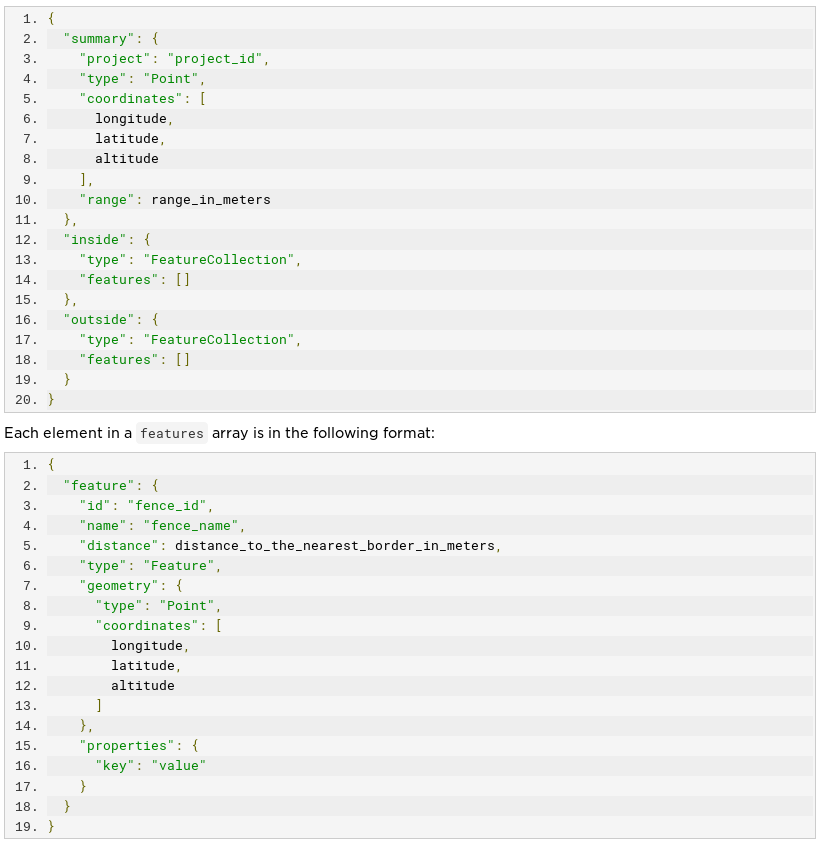 1. {
2.   "summary": {
3.     "project": "project_id",
4.     "type": "Point",
5.     "coordinates": [
6.       longitude,
7.       latitude,
8.       altitude
9.     ],
10.     "range": range_in_meters
11.   },
12.   "inside": {
13.     "type": "FeatureCollection",
14.     "features": []
15.   },
16.   "outside": {
17.     "type": "FeatureCollection",
18.     "features": []
19.   }
20. }
Each element in a features array is in the following format:
1. {
2.   "feature": {
3.     "id": "fence_id",
4.     "name": "fence_name",
5.     "distance": distance_to_the_nearest_border_in_meters,
6.     "type": "Feature",
7.     "geometry": {
8.       "type": "Point",
9.       "coordinates": [
10.         longitude,
11.         latitude,
12.         altitude
13.       ]
14.     },
15.     "properties": {
16.       "key": "value"
17.     }
18.   }
19. }